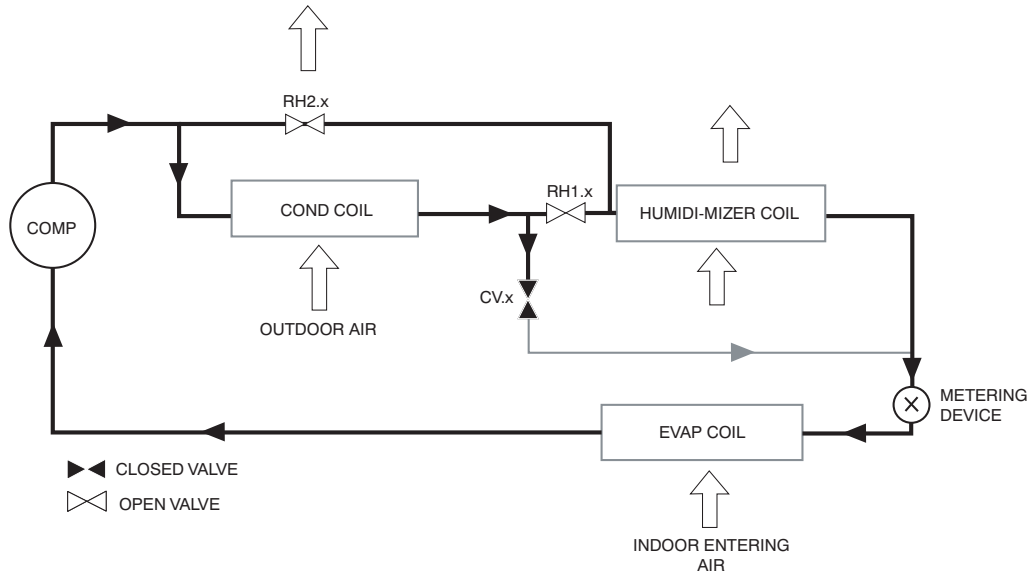 RH2.x
COMP
COND COIL
RH1.x
HUMIDI-MIZER COIL
CV.x
OUTDOOR AIR
METERING
DEVICE
EVAP COIL
CLOSED VALVE
OPEN VALVE
INDOOR ENTERING
AIR